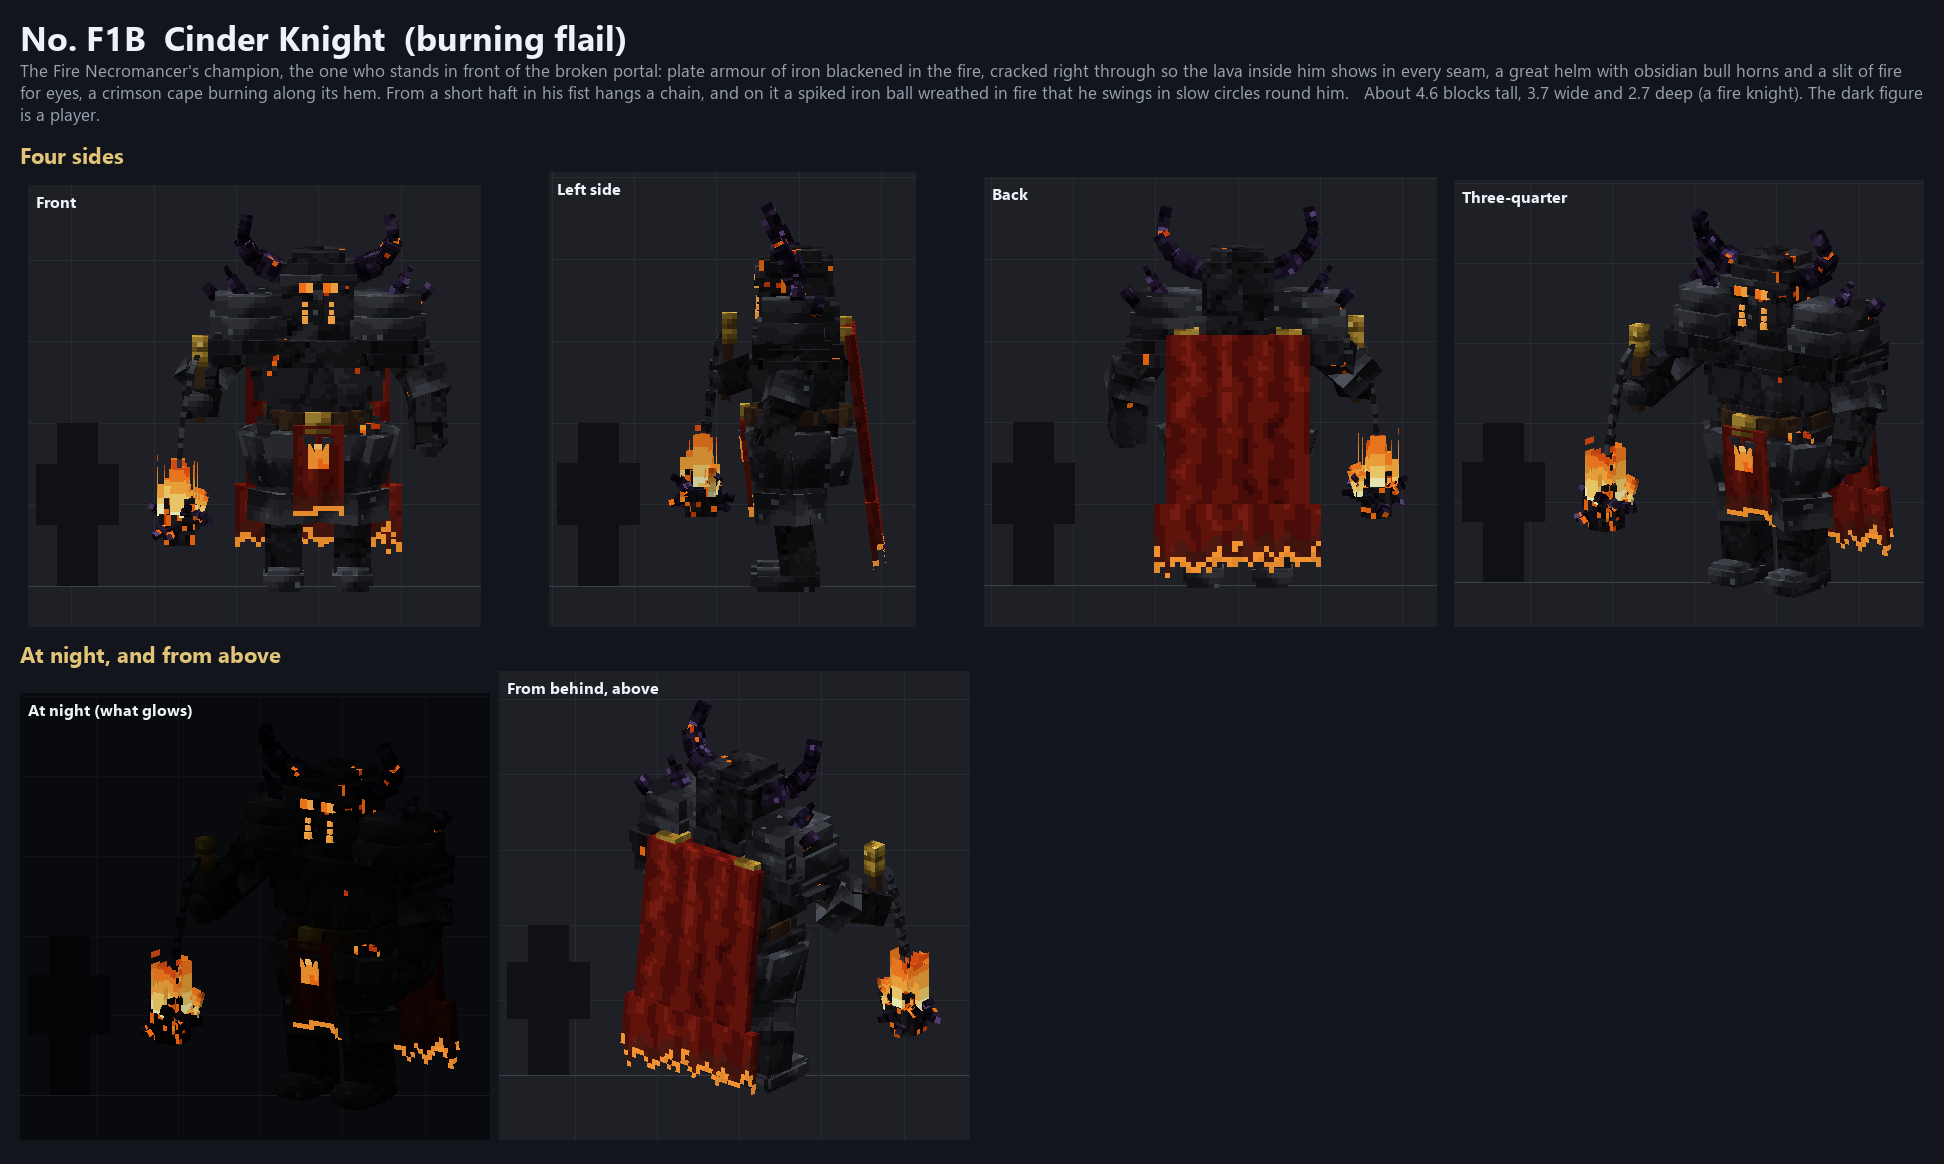 No. F1B  Cinder Knight  (burning flail)
The Fire Necromancer's champion, the one who stands in front of the broken portal: plate armour of iron blackened in the fire, cracked right through so the lava inside him shows in every seam, a great helm with obsidian bull horns and a slit of fire
for eyes, a crimson cape burning along its hem. From a short haft in his fist hangs a chain, and on it a spiked iron ball wreathed in fire that he swings in slow circles round him.   About 4.6 blocks tall, 3.7 wide and 2.7 deep (a fire knight). The dark figure
is a player.
Four sides
Front
Left side
Back
Three-quarter
At night, and from above
At night (what glows)
From behind, above